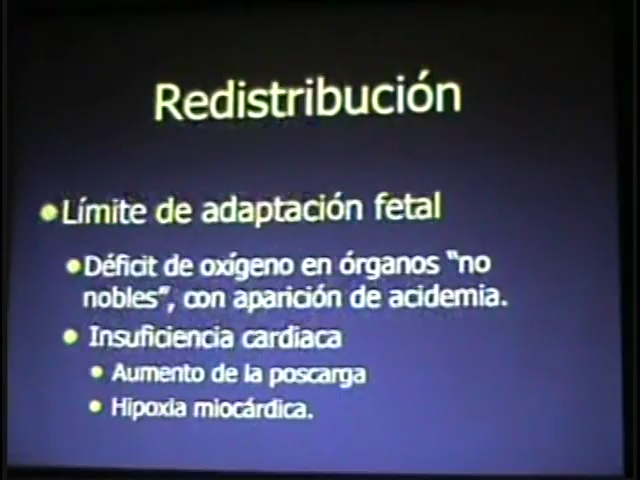 Redistribución
Límite de adaptación fetal
Déficit de oxígeno en órganos "no
nobles", con aparición de acidemia.
Insuficiencia cardiaca
Aumento de la poscarga
Hipoxia miocárdica.